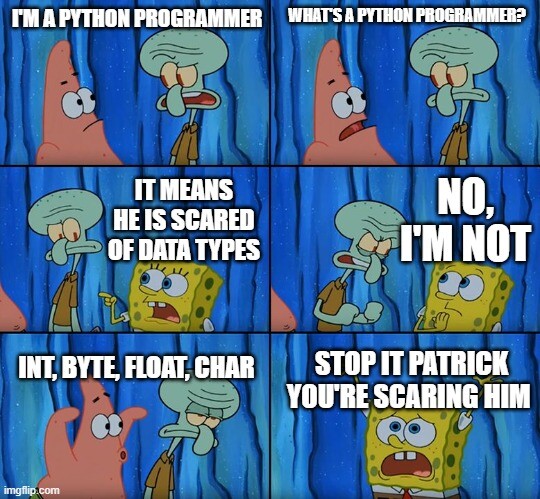 I'M A PYTHON PROGRAMMER
WHAT'S A PYTHON PROGRAMMER?
IT MEANS
HE IS SCARED
OF DATA TYPES
NO,
I'M NOT
INT, BYTE, FLOAT, CHAR
STOP IT PATRICK
YOU'RE SCARING HIM
imgflip.com